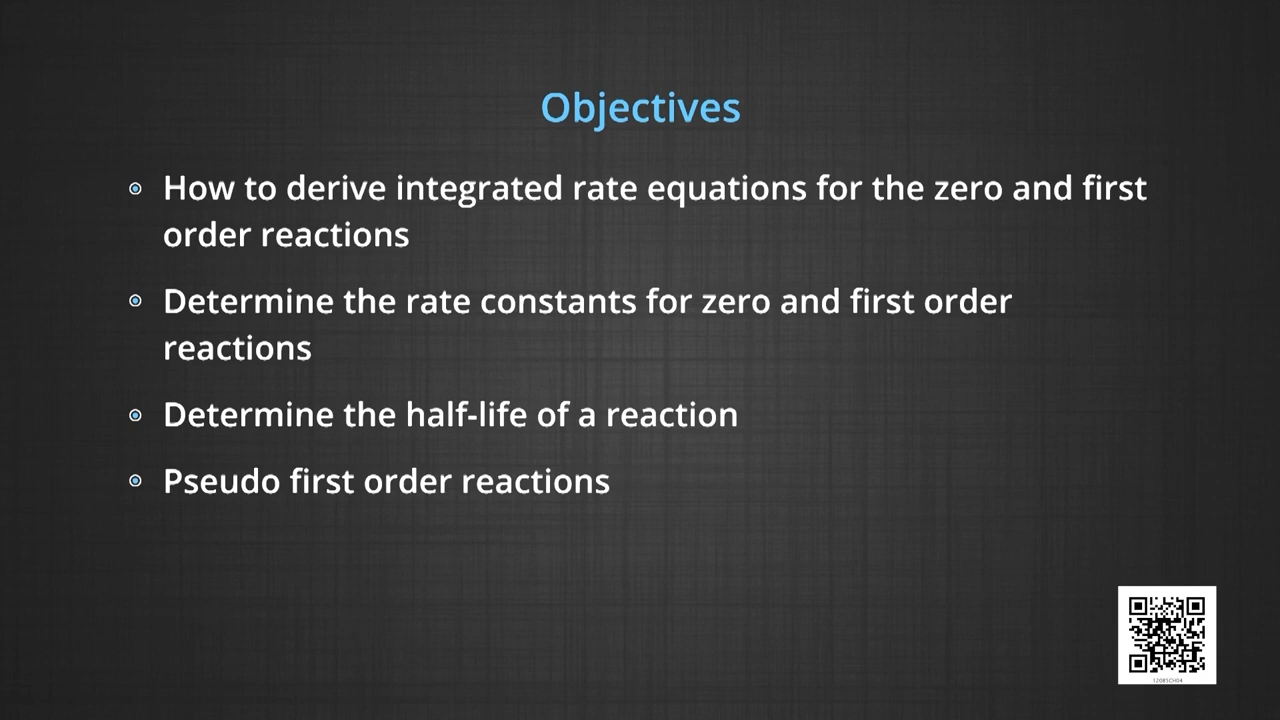 Objectives
How to derive integrated rate equations for the zero and first
order reactions
Determine the rate constants for zero and first order
reactions
Determine the half-life of a reaction
Pseudo first order reactions
12085CH04